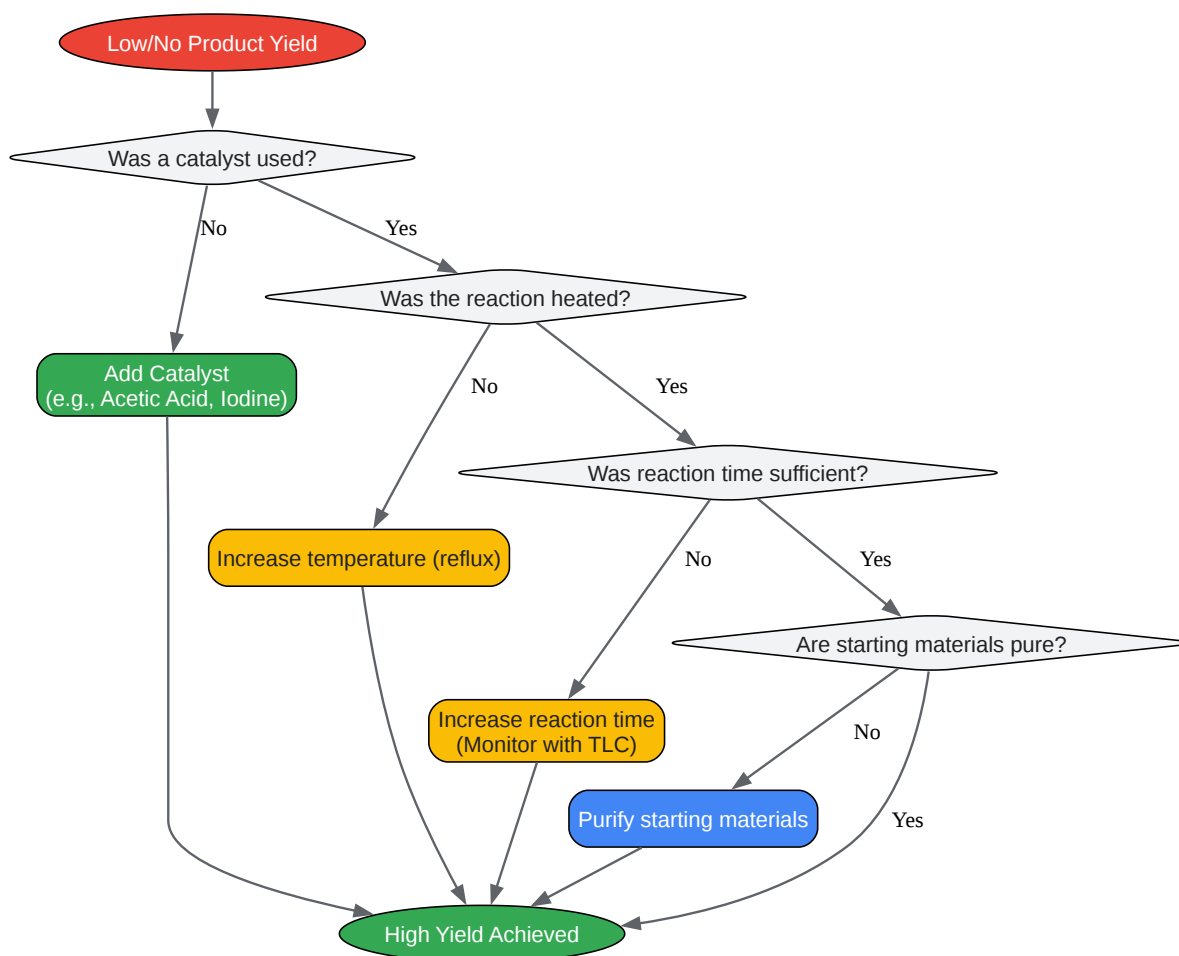 Low/No Product Yield
Was a catalyst used?
No
Yes
Was the reaction heated?
Add Catalyst
(e.g., Acetic Acid, Iodine)
No
Yes
Was reaction time sufficient?
Increase temperature (reflux)
No
Yes
Are starting materials pure?
Increase reaction time
(Monitor with TLC)
No
Purify starting materials
Yes
High Yield Achieved